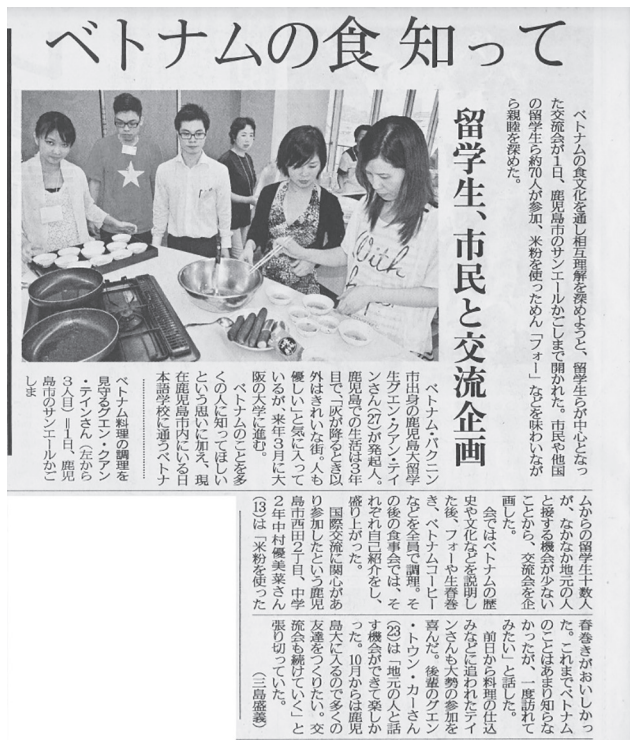 ベトナムの食 知って
留学生、市民と交流企画
ベトナムの食文化を通し相互理解を深めようと、留学生らが中心となっ
た交流会が1日、鹿児島市のサンエールかごしまで開かれた。市民や他国
の留学生ら約70人が参加、米粉を使っためん「フォー」などを味わいなが
ら親睦を深めた。
ベトナム・バクニン
市出身の鹿児島大留学
生グエン・クアン・テイ
ンさん(27)が発起人。
鹿児島での生活は3年
目で、「灰が降るとき以
外はきれいな街。人も
優しい」と気に入って
いるが、来年3月に大
阪の大学に進む。
ベトナムのことを多
くの人に知ってほしい
という思いに加え、現
在鹿児島市内にいる日
本語学校に通うベトナ
ムからの留学生十数人
が、なかなか地元の人
と接する機会が少ない
ことから、交流会を企
画した。
会ではベトナムの歴
史や文化などを説明し
た後、フォーや生春巻
き、ベトナムコーヒー
などを全員で調理。そ
の後の食事会では、そ
れぞれ自己紹介をし、
盛り上がった。
国際交流に関心があ
り参加したという鹿児
島市西田2丁目、中学
2年中村優美菜さん
(13)は「米粉を使った
春巻きがおいしかっ
た。これまでベトナム
のことはあまり知らな
かったが、一度訪れて
みたい」と話した。
前日から料理の仕込
みなどに追われたテイ
ンさんも大勢の参加を
喜んだ。後輩のグエン
・トウン・カーさん
(23)は「地元の人と話
す機会ができて楽しか
った。10月からは鹿児
島大に入るので多くの
友達をつくりたい。交
流会も続けていく」と
張り切っていた。
(三島盛義)
ベトナム料理の調理を
見守るグエン・クアン
・テインさん(左から
3人目)=1日、鹿児
島市のサンエールかご
しま
With